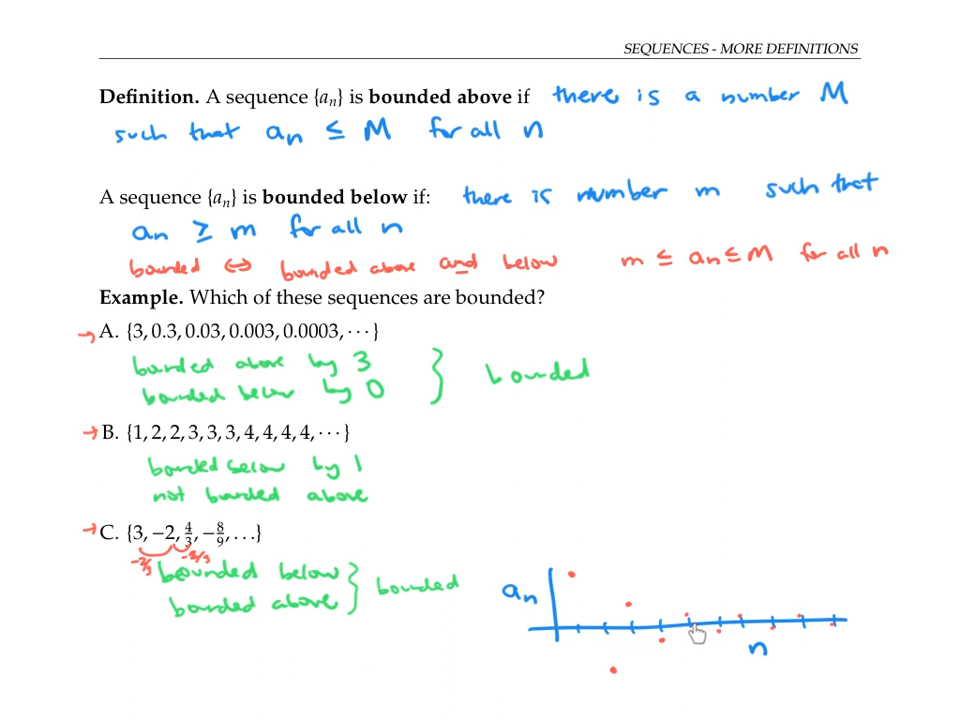 SEQUENCES - MORE DEFINITIONS
Definition. A sequence {aₙ} is bounded above if there is a number M
such that aₙ ≤ M for all n
A sequence {aₙ} is bounded below if: there is number m such that
aₙ ≥ m for all n
bounded ⇔ bounded above and below m ≤ aₙ ≤ M for all n
Example. Which of these sequences are bounded?
→ A. {3, 0.3, 0.03, 0.003, 0.0003, ⋯}
bounded above by 3
bounded below by 0 } bounded
→ B. {1, 2, 2, 3, 3, 3, 4, 4, 4, 4, ⋯}
bounded below by 1
not bounded above
→ C. {3, −2, 4/3, −8/9, …}
-2/3 -2/3
bounded below
bounded above } bounded
aₙ
n